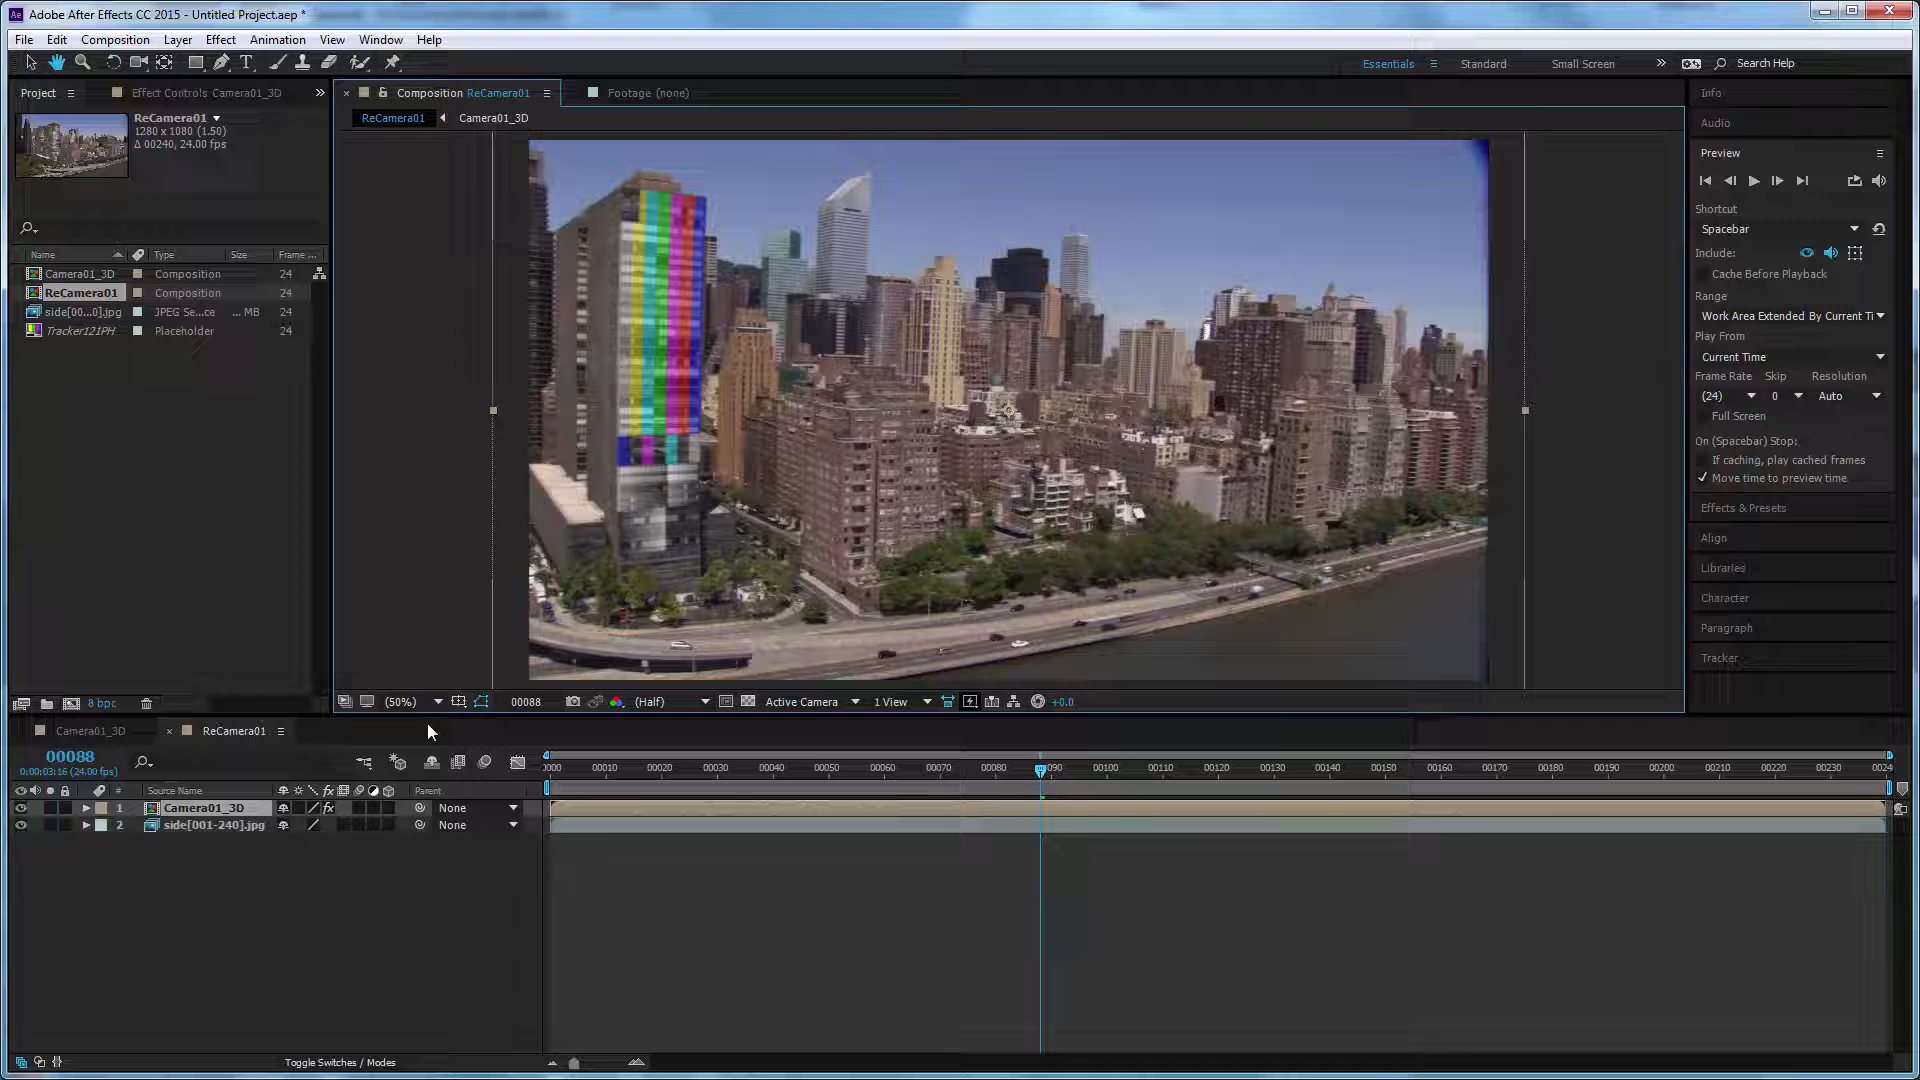 Adobe After Effects CC 2015 - Untitled Project.aep *
File Edit Composition Layer Effect Animation View Window Help
Essentials Standard Small Screen Search Help
Project Effect Controls Camera01_3D
Composition ReCamera01 Footage (none)
ReCamera01 Camera01_3D
ReCamera01
1280 x 1080 (1.50)
Δ 00240, 24.00 fps
Name Type Size Frame ...
Camera01_3D Composition 24
ReCamera01 Composition 24
side[00...0].jpg JPEG Se...ce ... MB 24
Tracker121PH Placeholder 24
8 bpc
(50%) 00088 (Half) Active Camera 1 View +0.0
Info
Audio
Preview
Shortcut
Spacebar
Include:
Cache Before Playback
Range
Work Area Extended By Current Ti
Play From
Current Time
Frame Rate Skip Resolution
(24) 0 Auto
Full Screen
On (Spacebar) Stop:
If caching, play cached frames
Move time to preview time
Effects & Presets
Align
Libraries
Character
Paragraph
Tracker
Camera01_3D ReCamera01
00088
0:00:03:16 (24.00 fps)
0000 00010 00020 00030 00040 00050 00060 00070 00080 090 00100 00110 00120 00130 00140 00150 00160 00170 00180 00190 00200 00210 00220 00230 0024
# Source Name Parent
1 Camera01_3D None
2 side[001-240].jpg None
Toggle Switches / Modes